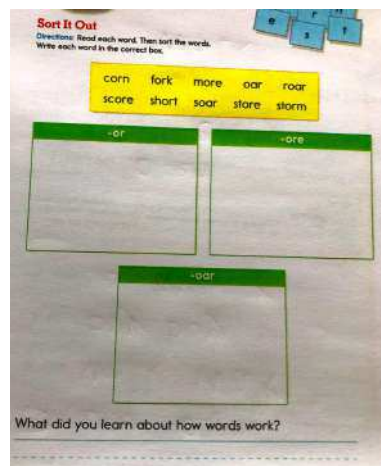 e r n
s t
Sort It Out
Directions: Read each word. Then sort the words.
Write each word in the correct box.
corn fork more oar roar
score short soar store storm
-or -ore
-oar
What did you learn about how words work?